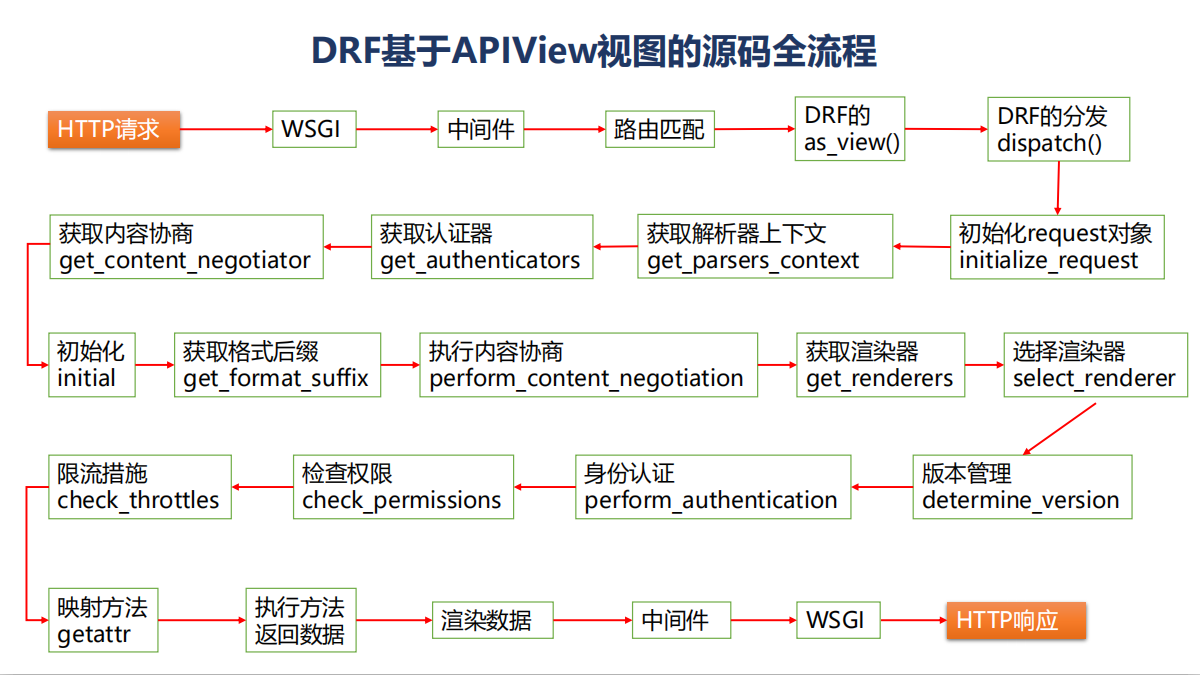 DRF基于APIView视图的源码全流程
HTTP请求
WSGI
中间件
路由匹配
DRF的
as_view()
DRF的分发
dispatch()
初始化request对象
initialize_request
获取解析器上下文
get_parsers_context
获取认证器
get_authenticators
获取内容协商
get_content_negotiator
初始化
initial
获取格式后缀
get_format_suffix
执行内容协商
perform_content_negotiation
获取渲染器
get_renderers
选择渲染器
select_renderer
版本管理
determine_version
身份认证
perform_authentication
检查权限
check_permissions
限流措施
check_throttles
映射方法
getattr
执行方法
返回数据
渲染数据
中间件
WSGI
HTTP响应